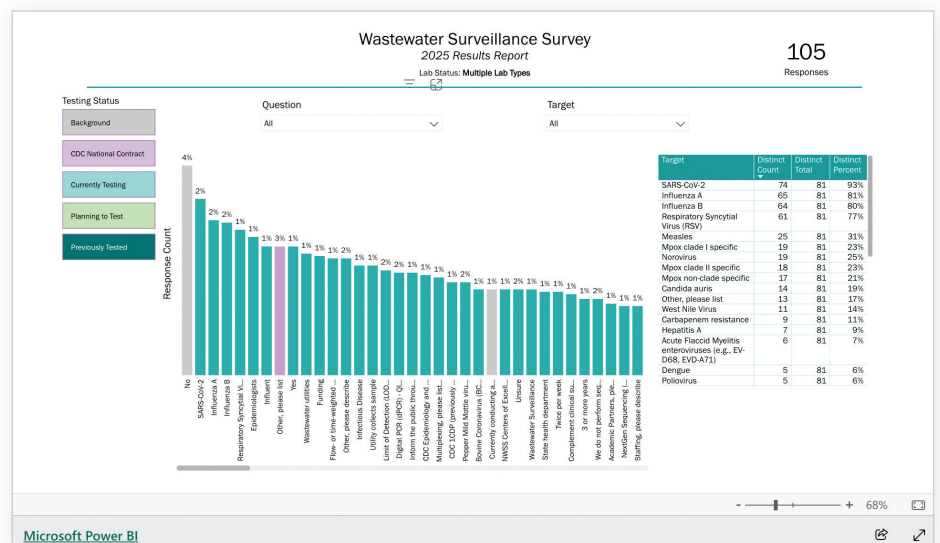 Wastewater Surveillance Survey
2025 Results Report
Lab Status: Multiple Lab Types
105
Responses
Testing Status
Background
CDC National Contract
Currently Testing
Planning to Test
Previously Tested
Question
All
Target
All
Response Count
4%
2%
2%
2%
1%
1%
1%
3%
1%
1%
1%
1%
2%
1%
1%
2%
2%
1%
1%
1%
1%
2%
1%
1%
1%
2%
1%
1%
1%
1%
1%
2%
1%
1%
1%
No
SARS-CoV-2
Influenza A
Influenza B
Respiratory Syncytial Vi...
Epidemiologists
Influent
Other, please list
Yes
Wastewater utilities
Funding
Flow- or time-weighted ...
Other, please describe
Infectious Disease
Utility collects sample
Limit of Detection (LOD...
Digital PCR (dPCR) - QI...
Inform the public throu...
CDC Epidemiology and ...
Multiplexing, please list...
CDC 1CDP (previously ...
Pepper Mild Mottle viru...
Bovine Coronavirus (BC...
Currently conducting a...
NWSS Centers of Excell...
Unsure
Wastewater Surveillance
State health department
Twice per week
Complement clinical su...
3 or more years
We do not perform seq...
Academic Partners, ple...
NextGen Sequencing (...
Staffing, please describe
Target Distinct Count Distinct Total Distinct Percent
SARS-CoV-2 74 81 93%
Influenza A 65 81 81%
Influenza B 64 81 80%
Respiratory Syncytial 61 81 77%
Virus (RSV)
Measles 25 81 31%
Mpox clade I specific 19 81 23%
Norovirus 19 81 25%
Mpox clade II specific 18 81 23%
Mpox non-clade specific 17 81 21%
Candida auris 14 81 19%
Other, please list 13 81 17%
West Nile Virus 11 81 14%
Carbapenem resistance 9 81 11%
Hepatitis A 7 81 9%
Acute Flaccid Myelitis 6 81 7%
enteroviruses (e.g., EV-
D68, EVD-A71)
Dengue 5 81 6%
Poliovirus 5 81 6%
- + 68%
Microsoft Power BI